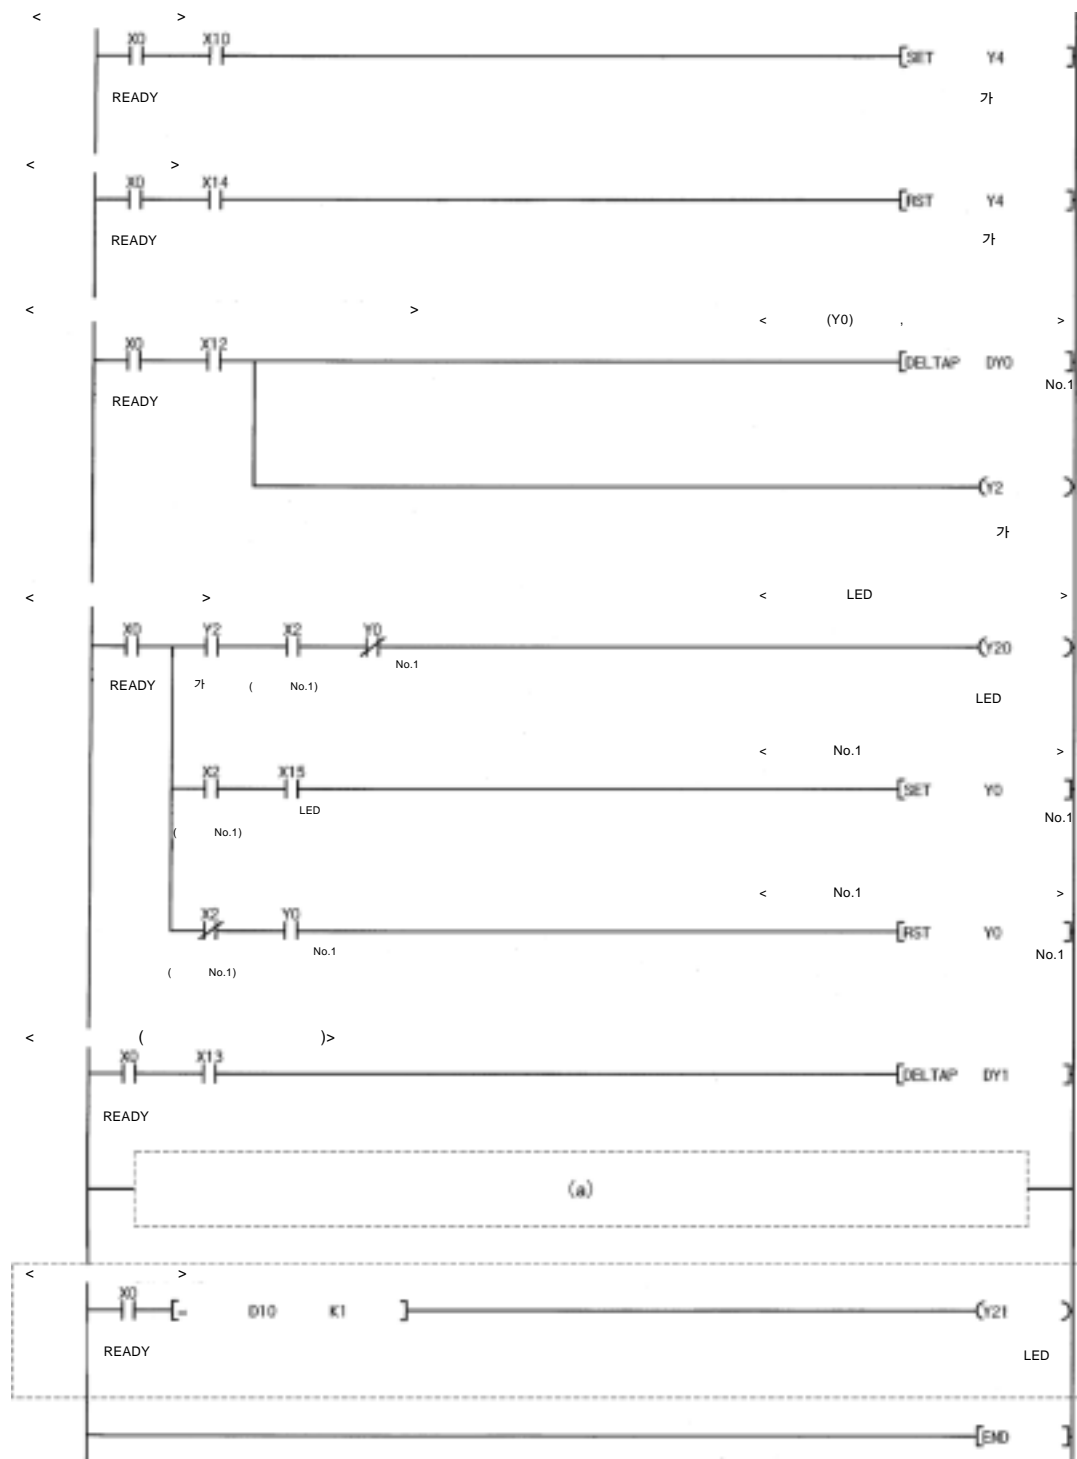 < >
X0 X10
[SET Y4 ]
READY 가
< >
X0 X14
[RST Y4 ]
READY 가
< >
< (Y0) , >
X0 X12
[DELTAP DY0 ]
READY No.1
(Y2 )
가
< >
< LED >
X0 Y2 X2 Y0
(Y20 )
No.1
READY 가 ( No.1)
LED
< No.1 >
X2 X15
[SET Y0 ]
LED No.1
( No.1)
< No.1 >
X2 Y0
[RST Y0 ]
No.1 No.1
( No.1)
< ( )>
X0 X13
[DELTAP DY1 ]
READY
(a)
< >
X0
[= D10 K1 ] (Y21 )
READY LED
[END ]